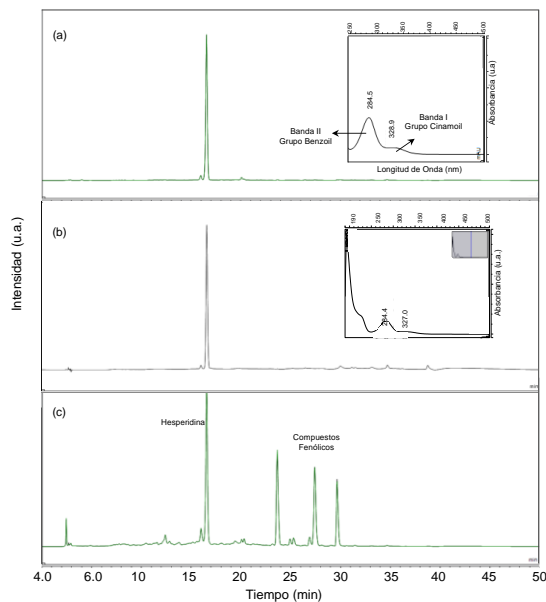 (a)
250 300 350 400 450 500
284.5
328.9
Banda II
Grupo Benzoil
Banda I
Grupo Cinamoil
Absorbancia (u.a)
Longitud de Onda (nm)
Intensidad (u.a.)
(b)
190 250 300 350 400 450 500
284.4
327.0
Absorbancia (u.a.)
(c)
Hesperidina
Compuestos
Fenólicos
4.0 6.0 10 15 20 25 30 35 40 45 50
Tiempo (min)